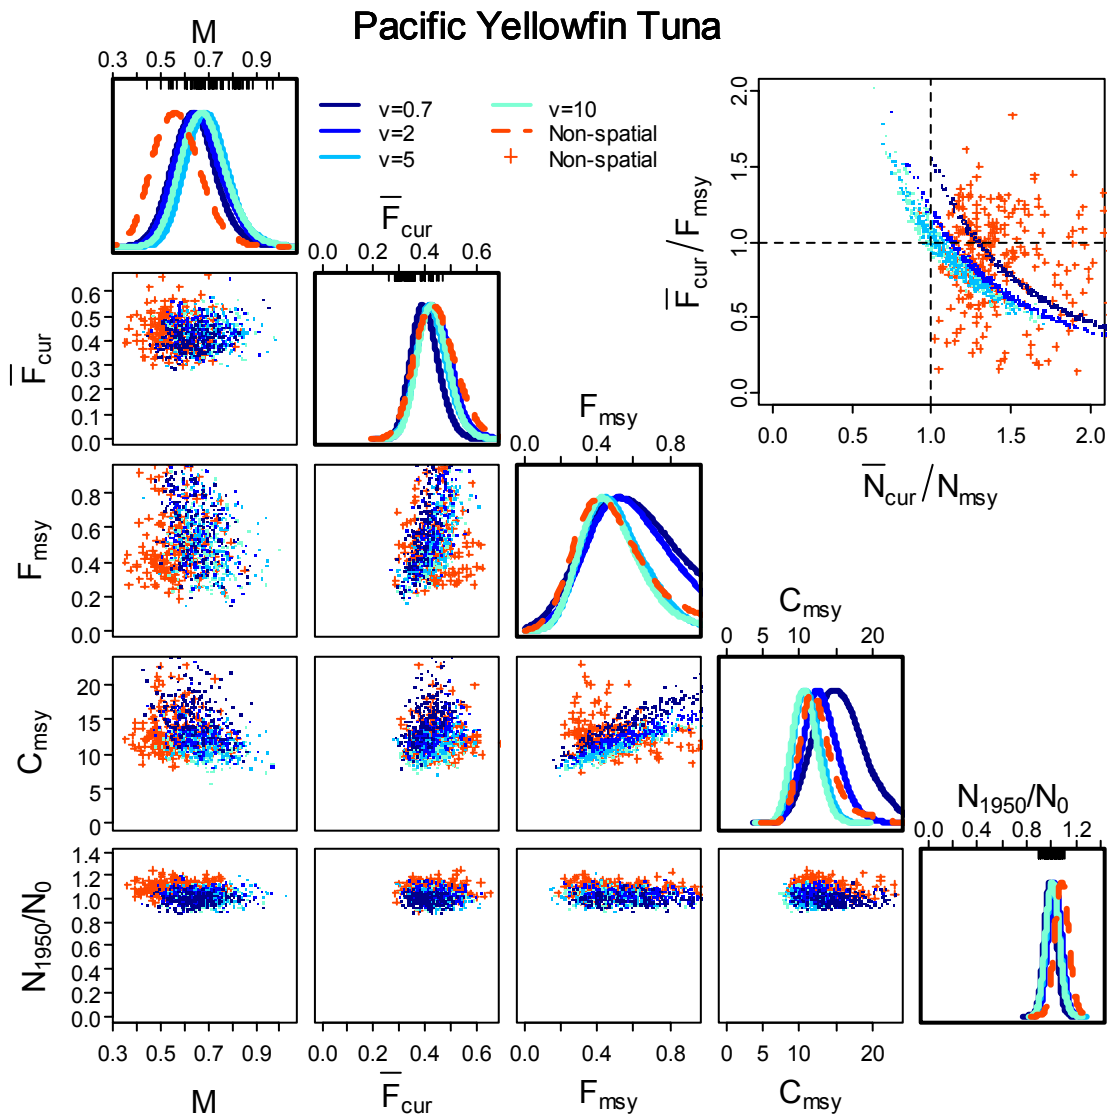 Pacific Yellowfin Tuna
M
0.3 0.5 0.7 0.9
v=0.7 v=10
v=2 Non-spatial
v=5 + Non-spatial
F̅cur
0.0 0.2 0.4 0.6
F̅cur / Fmsy
0.0 0.5 1.0 1.5 2.0
0.0 0.5 1.0 1.5 2.0
N̅cur / Nmsy
F̅cur
0.0 0.1 0.2 0.3 0.4 0.5 0.6
Fmsy
0.0 0.4 0.8
Fmsy
0.0 0.2 0.4 0.6 0.8
Cmsy
0 5 10 20
Cmsy
0 5 10 15 20
N1950/N0
0.0 0.4 0.8 1.2
N1950/N0
0.0 0.2 0.4 0.6 0.8 1.0 1.2 1.4
0.3 0.5 0.7 0.9
0.0 0.2 0.4 0.6
0.0 0.4 0.8
0 5 10 20
M
F̅cur
Fmsy
Cmsy